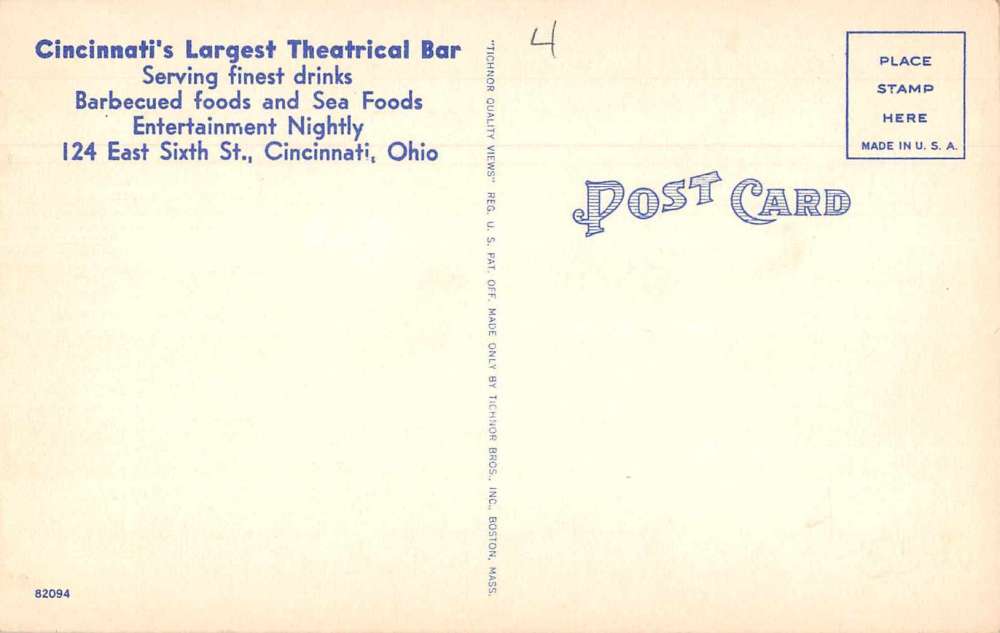 Cincinnati's Largest Theatrical Bar
Serving finest drinks
Barbecued foods and Sea Foods
Entertainment Nightly
124 East Sixth St., Cincinnati, Ohio
82094
"TICHNOR QUALITY VIEWS" REG. U. S. PAT. OFF. MADE ONLY BY TICHNOR BROS., INC., BOSTON, MASS.
4
PLACE
STAMP
HERE
MADE IN U. S. A.
POST CARD